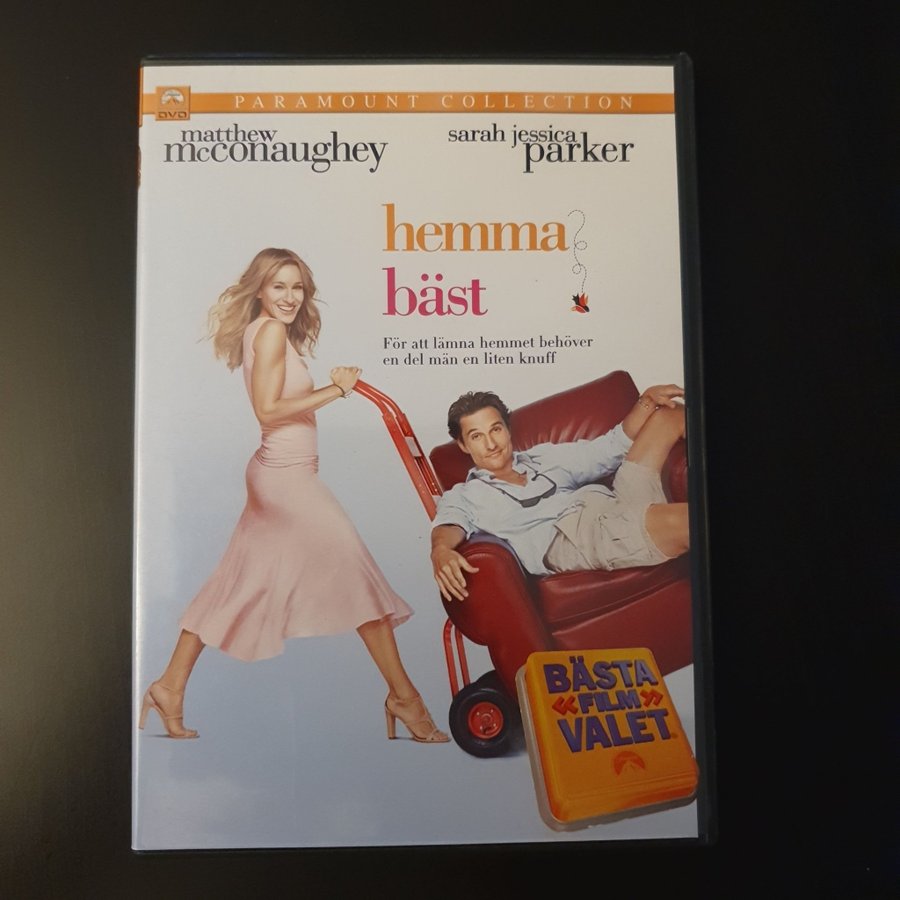 PARAMOUNT COLLECTION
DVD
matthew
mcconaughey
sarah jessica
parker
hemma
bäst
För att lämna hemmet behöver
en del män en liten knuff
BÄSTA
«FILM»
VALET